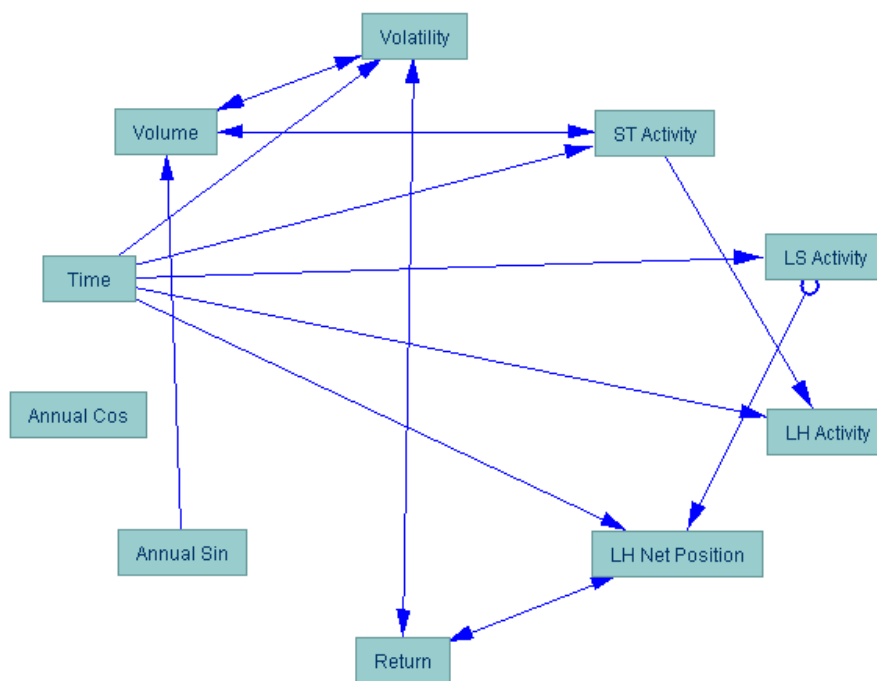 Volatility
Volume
ST Activity
Time
LS Activity
Annual Cos
LH Activity
Annual Sin
LH Net Position
Return